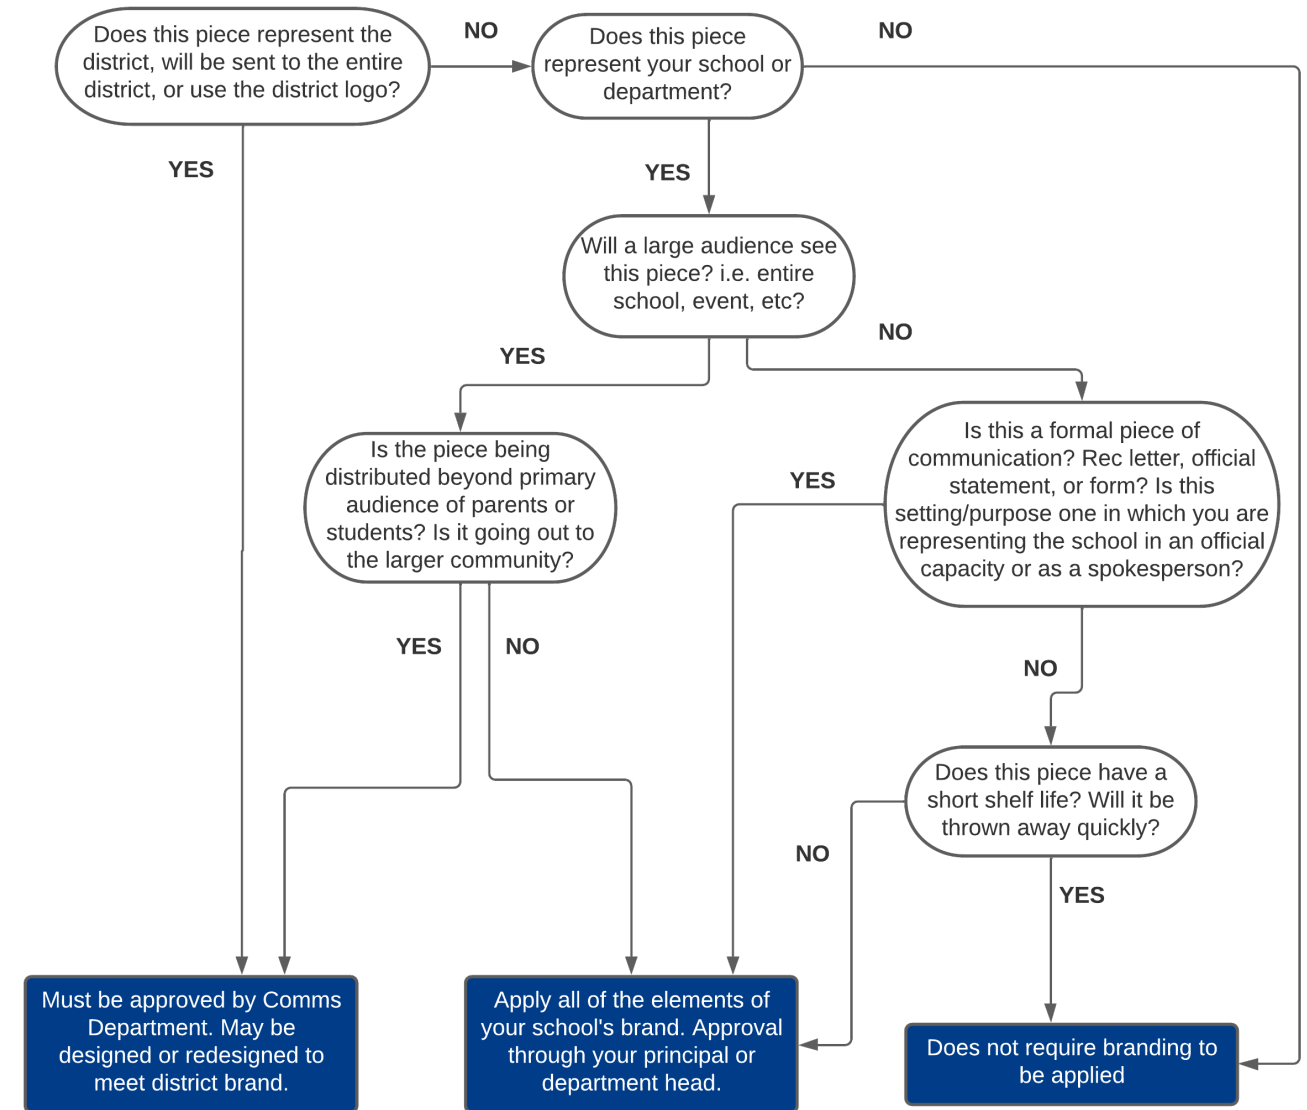 Does this piece represent the
district, will be sent to the entire
district, or use the district logo?
NO
Does this piece
represent your school or
department?
NO
YES
YES
Will a large audience see
this piece? i.e. entire
school, event, etc?
YES
NO
Is the piece being
distributed beyond primary
audience of parents or
students? Is it going out to
the larger community?
YES
Is this a formal piece of
communication? Rec letter, official
statement, or form? Is this
setting/purpose one in which you are
representing the school in an official
capacity or as a spokesperson?
YES
NO
NO
Does this piece have a
short shelf life? Will it be
thrown away quickly?
NO
YES
Must be approved by Comms
Department. May be
designed or redesigned to
meet district brand.
Apply all of the elements of
your school's brand. Approval
through your principal or
department head.
Does not require branding to
be applied